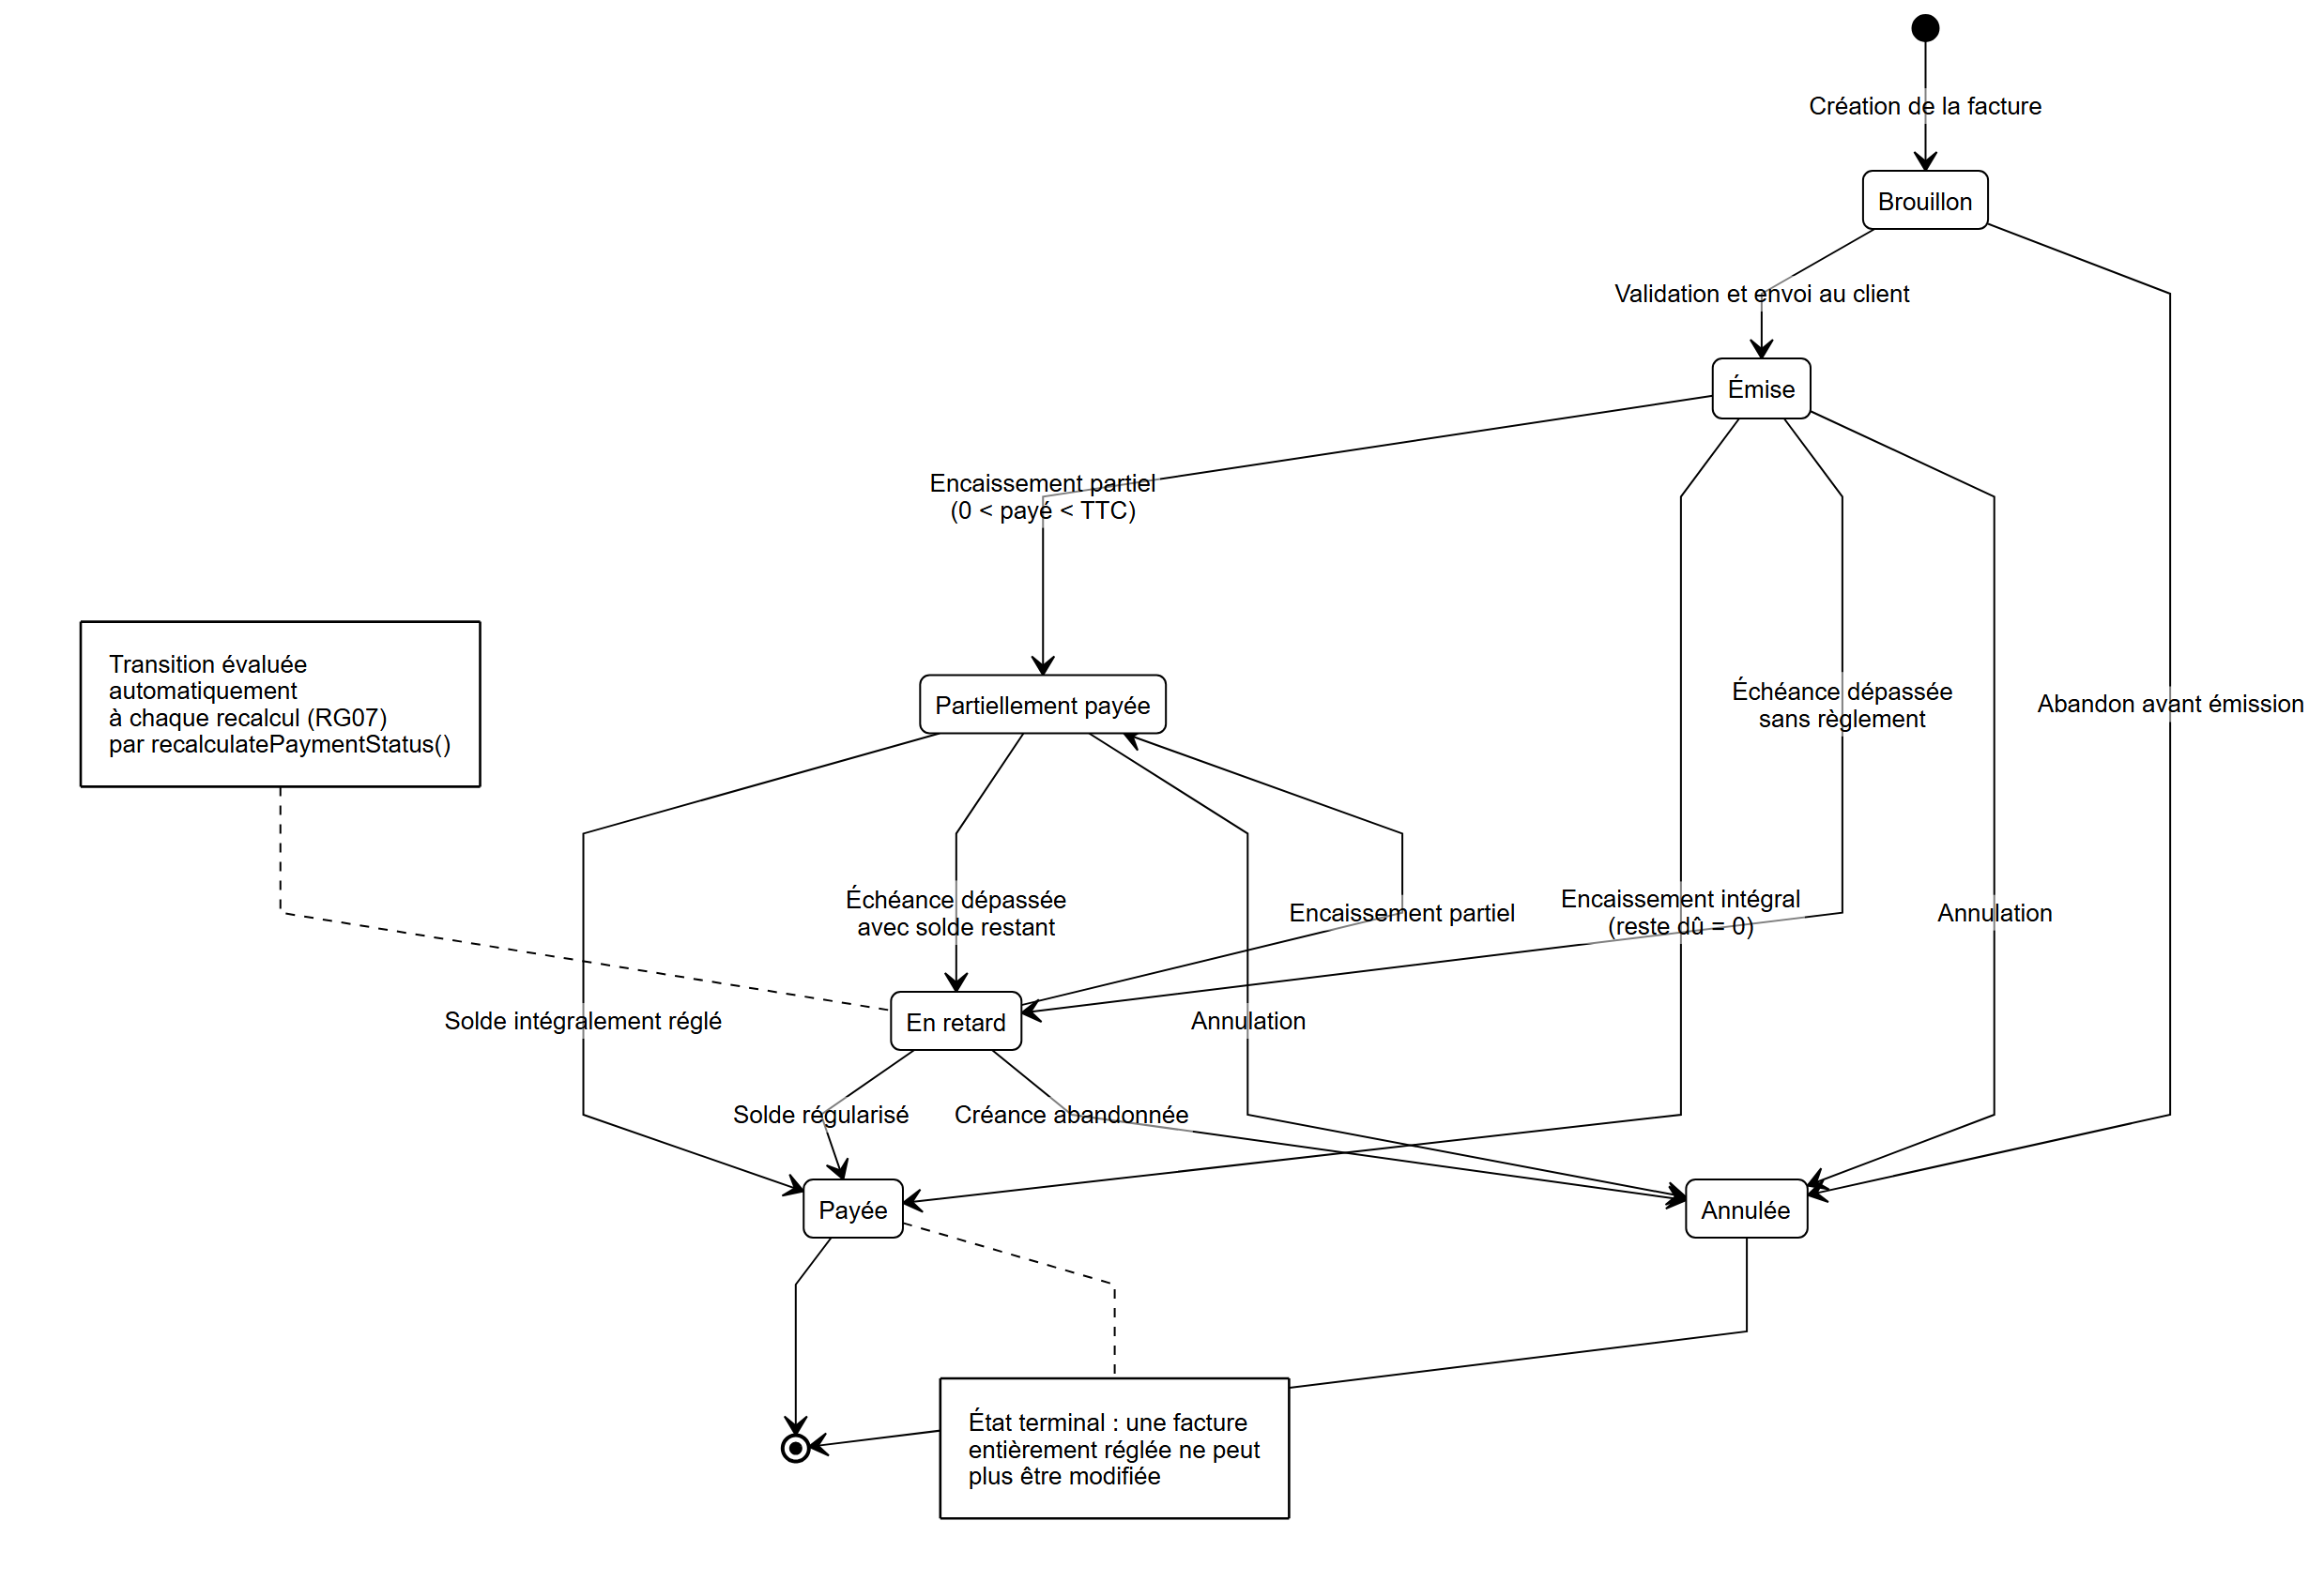 Création de la facture
Brouillon
Validation et envoi au client
Émise
Encaissement partiel
(0 < payé < TTC)
Transition évaluée
automatiquement
à chaque recalcul (RG07)
par recalculatePaymentStatus()
Partiellement payée
Échéance dépassée
sans règlement
Abandon avant émission
Échéance dépassée
avec solde restant
Encaissement partiel
Encaissement intégral
(reste dû = 0)
Annulation
Solde intégralement réglé
En retard
Annulation
Solde régularisé
Créance abandonnée
Payée
Annulée
État terminal : une facture
entièrement réglée ne peut
plus être modifiée